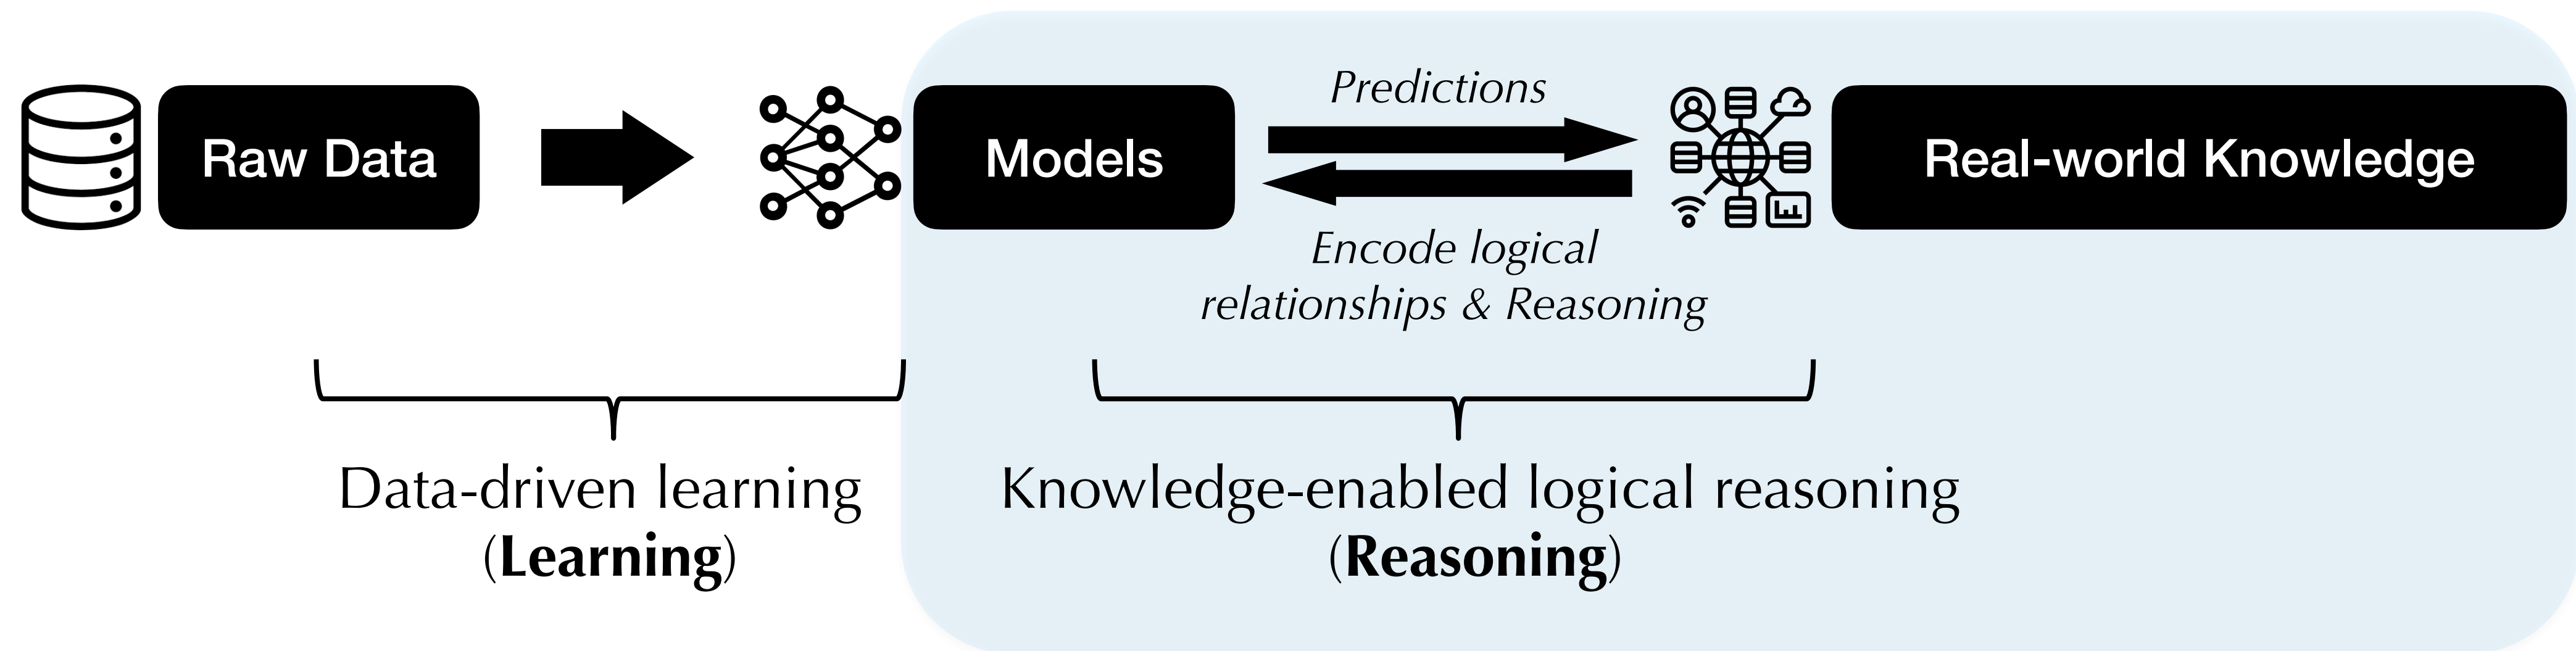 Raw Data
Models
Predictions
Encode logical
relationships & Reasoning
Real-world Knowledge
Data-driven learning
(Learning)
Knowledge-enabled logical reasoning
(Reasoning)